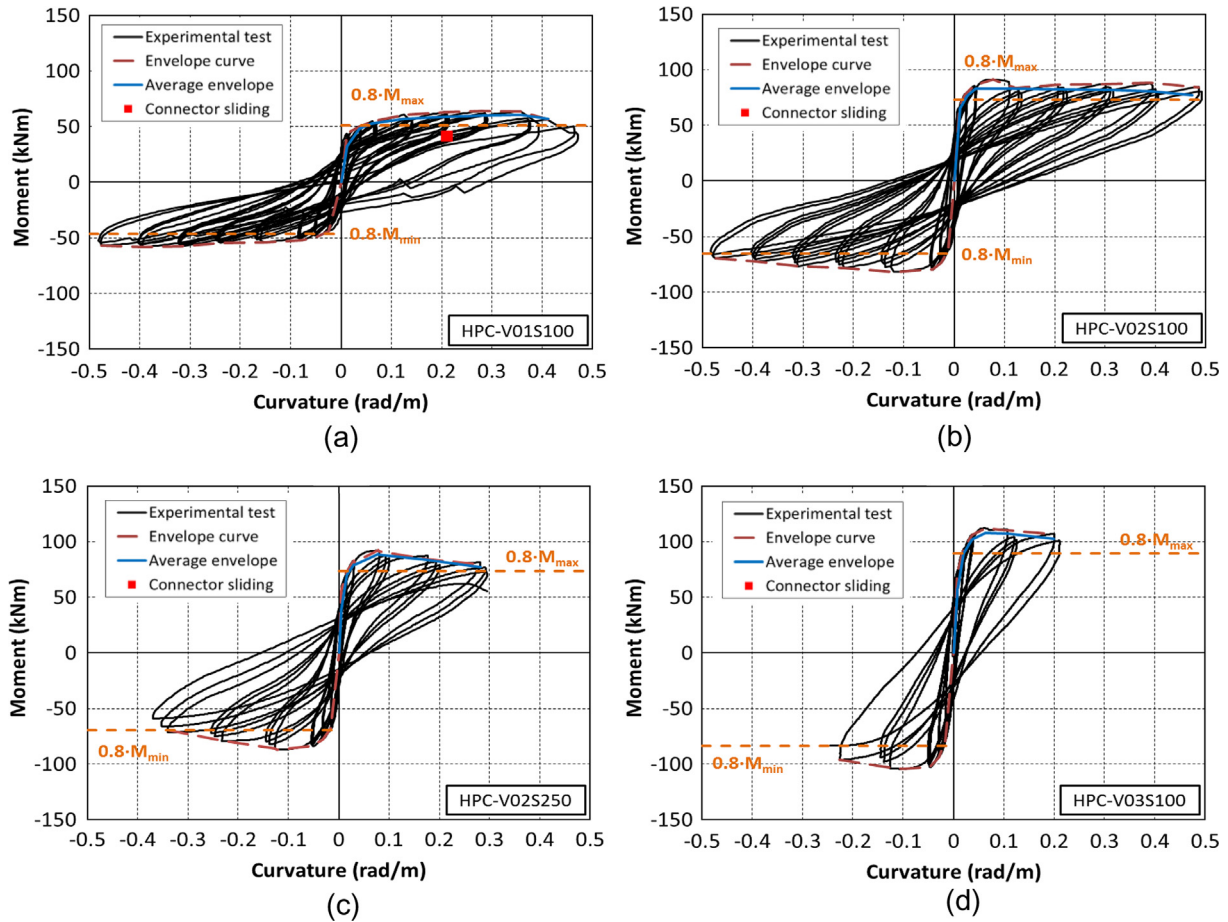 150
100
50
0
-50
-100
-150
Moment (kNm)
Experimental test
Envelope curve
Average envelope
Connector sliding
0.8·Mmax
0.8·Mmin
HPC-V01S100
-0.5 -0.4 -0.3 -0.2 -0.1 0 0.1 0.2 0.3 0.4 0.5
Curvature (rad/m)
(a)
150
100
50
0
-50
-100
-150
Moment (kNm)
Experimental test
Envelope curve
Average envelope
Connector sliding
0.8·Mmax
0.8·Mmin
HPC-V02S100
-0.5 -0.4 -0.3 -0.2 -0.1 0 0.1 0.2 0.3 0.4 0.5
Curvature (rad/m)
(b)
150
100
50
0
-50
-100
-150
Moment (kNm)
Experimental test
Envelope curve
Average envelope
Connector sliding
0.8·Mmax
0.8·Mmin
HPC-V02S250
-0.5 -0.4 -0.3 -0.2 -0.1 0 0.1 0.2 0.3 0.4 0.5
Curvature (rad/m)
(c)
150
100
50
0
-50
-100
-150
Moment (kNm)
Experimental test
Envelope curve
Average envelope
Connector sliding
0.8·Mmax
0.8·Mmin
HPC-V03S100
-0.5 -0.4 -0.3 -0.2 -0.1 0 0.1 0.2 0.3 0.4 0.5
Curvature (rad/m)
(d)